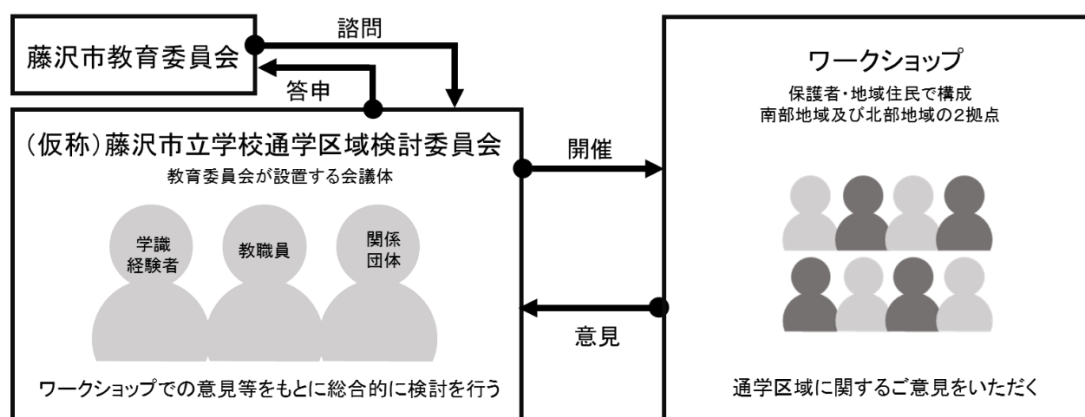 藤沢市教育委員会
諮問
答申
(仮称)藤沢市立学校通学区域検討委員会
教育委員会が設置する会議体
学識
経験者
教職員
関係
団体
ワークショップでの意見等をもとに総合的に検討を行う
開催
意見
ワークショップ
保護者・地域住民で構成
南部地域及び北部地域の2拠点
通学区域に関するご意見をいただく